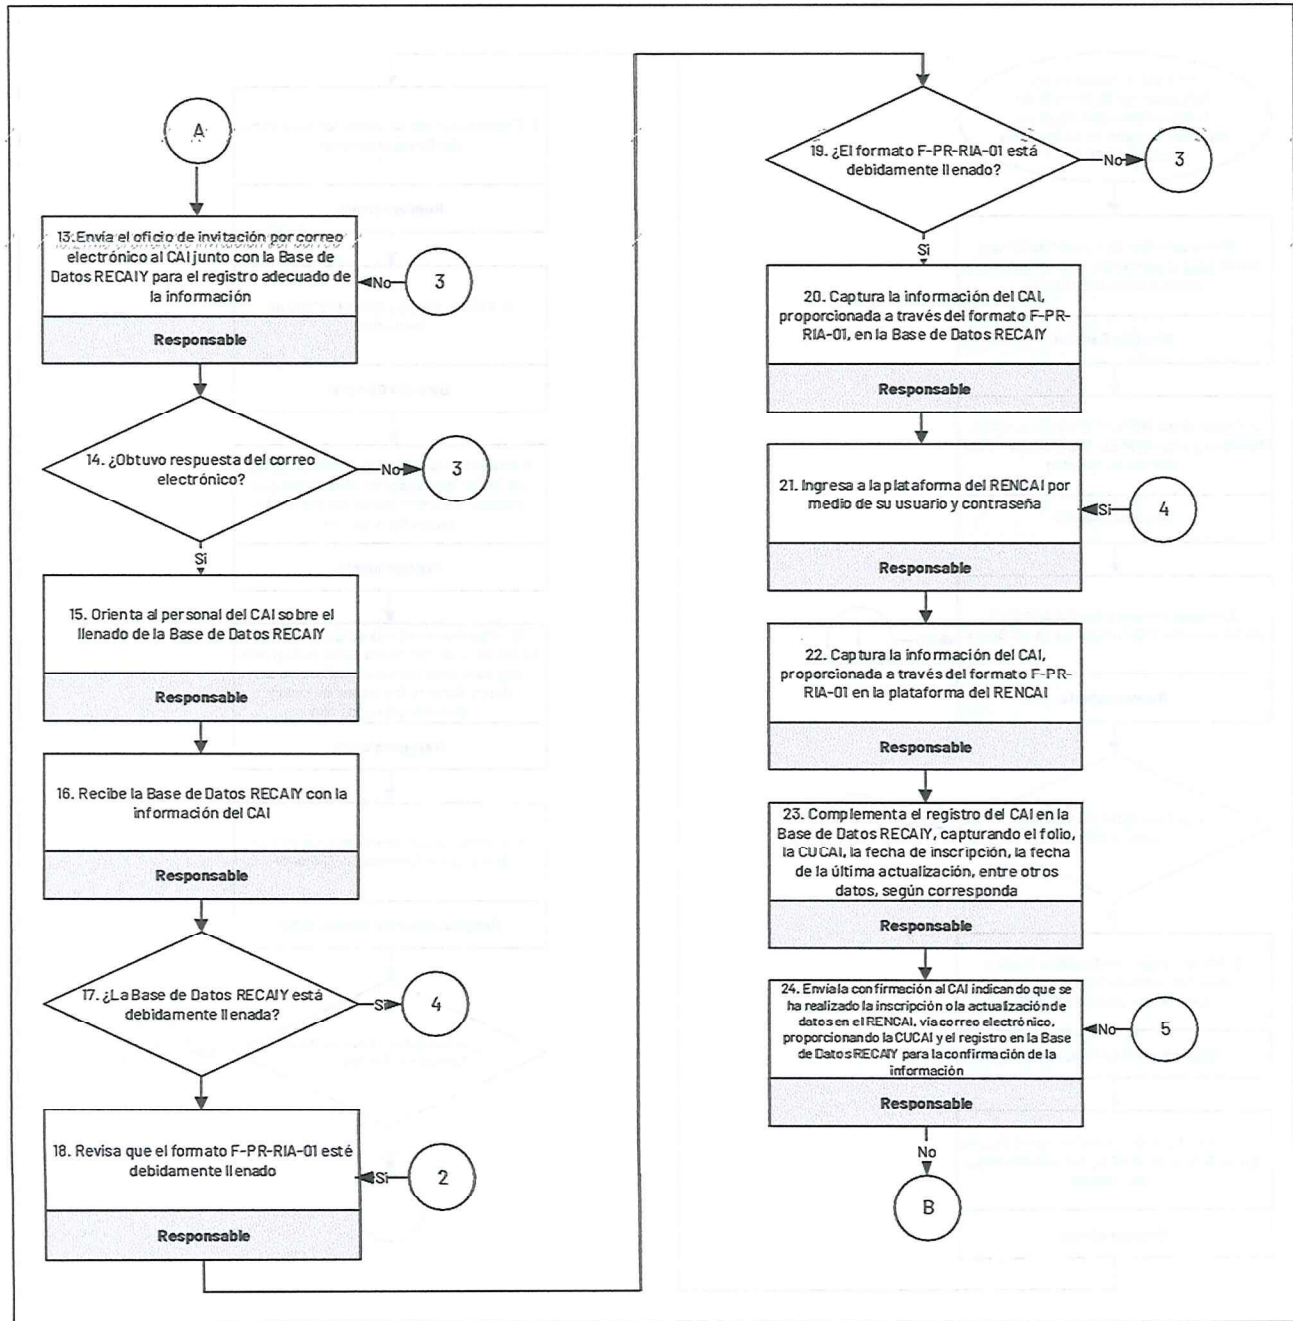 A
13. Envía el oficio de invitación por correo
electrónico al CAI junto con la Base de
Datos RECAIY para el registro adecuado de
la información
Responsable
No
3
14. ¿Obtuvo respuesta del correo
electrónico?
No
3
Si
15. Orienta al personal del CAI sobre el
llenado de la Base de Datos RECAIY
Responsable
16. Recibe la Base de Datos RECAIY con la
información del CAI
Responsable
17. ¿La Base de Datos RECAIY está
debidamente llenada?
Si
4
18. Revisa que el formato F-PR-RIA-01 esté
debidamente llenado
Responsable
Si
2
19. ¿El formato F-PR-RIA-01 está
debidamente llenado?
No
3
Si
20. Captura la información del CAI,
proporcionada a través del formato F-PR-
RIA-01, en la Base de Datos RECAIY
Responsable
21. Ingresa a la plataforma del RENCAI por
medio de su usuario y contraseña
Responsable
Si
4
22. Captura la información del CAI,
proporcionada a través del formato F-PR-
RIA-01 en la plataforma del RENCAI
Responsable
23. Complementa el registro del CAI en la
Base de Datos RECAIY, capturando el folio,
la CUCAI, la fecha de inscripción, la fecha
de la última actualización, entre otros
datos, según corresponda
Responsable
24. Envía la confirmación al CAI indicando que se
ha realizado la inscripción o la actualización de
datos en el RENCAI, vía correo electrónico,
proporcionando la CUCAI y el registro en la Base
de Datos RECAIY para la confirmación de la
información
Responsable
No
5
No
B